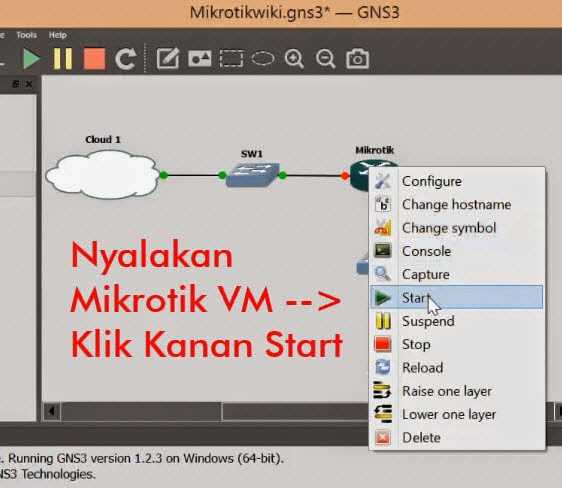 Mikrotikwiki.gns3* — GNS3
Tools Help
Cloud 1
SW1
Mikrotik
Nyalakan
Mikrotik VM -->
Klik Kanan Start
Configure
Change hostname
Change symbol
Console
Capture
Start
Suspend
Stop
Reload
Raise one layer
Lower one layer
Delete
. Running GNS3 version 1.2.3 on Windows (64-bit).
NS3 Technologies.